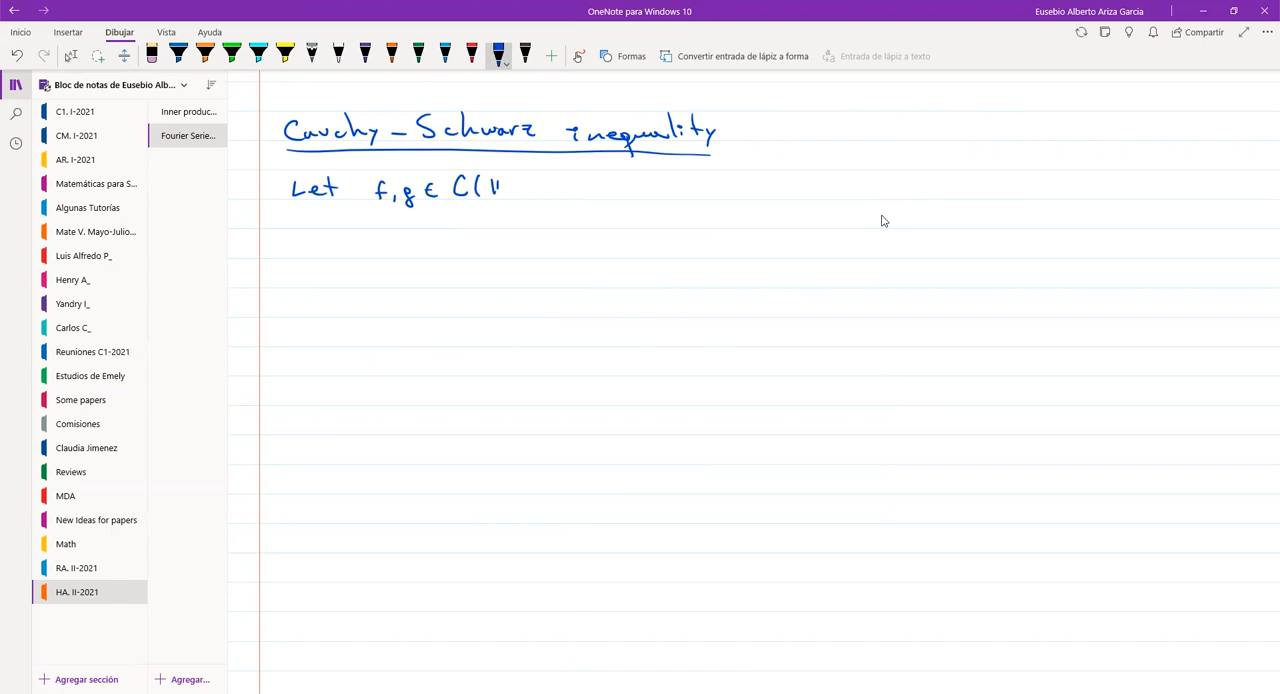 OneNote para Windows 10
Eusebio Alberto Ariza Garcia
Inicio Insertar Dibujar Vista Ayuda
Compartir
Formas Convertir entrada de lápiz a forma Entrada de lápiz a texto
Bloc de notas de Eusebio Alb...
C1. I-2021
CM. I-2021
AR. I-2021
Matemáticas para S...
Algunas Tutorías
Mate V. Mayo-Julio...
Luis Alfredo P_
Henry A_
Yandry I_
Carlos C_
Reuniones C1-2021
Estudios de Emely
Some papers
Comisiones
Claudia Jimenez
Reviews
MDA
New Ideas for papers
Math
RA. II-2021
HA. II-2021
Agregar sección
Inner produc...
Fourier Serie...
Agregar...
Cauchy - Schwarz inequality
Let f, g ∈ C(